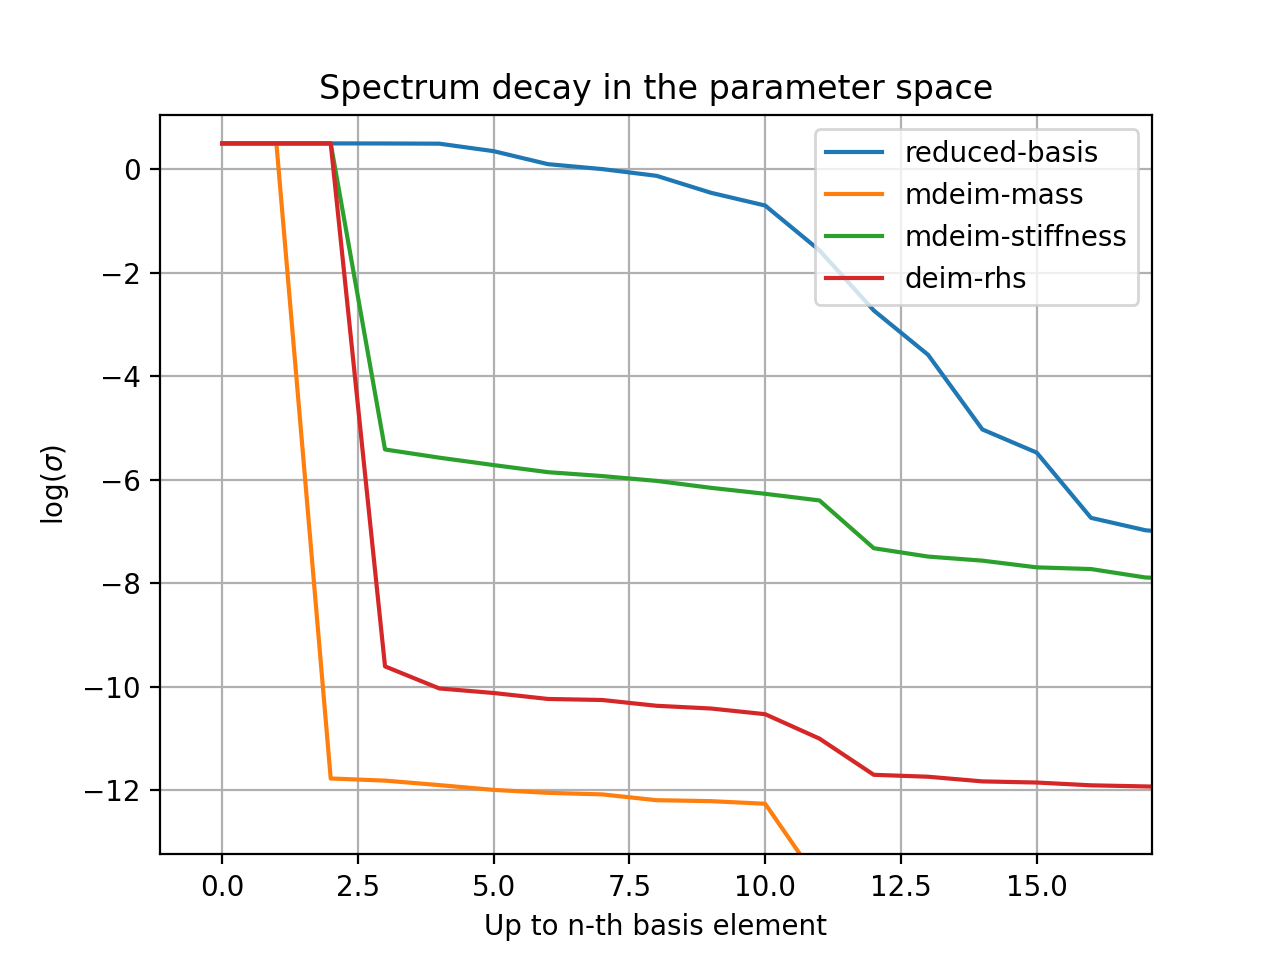 Spectrum decay in the parameter space
reduced-basis
mdeim-mass
mdeim-stiffness
deim-rhs
0
−2
−4
−6
−8
−10
−12
log(σ)
0.0 2.5 5.0 7.5 10.0 12.5 15.0
Up to n-th basis element